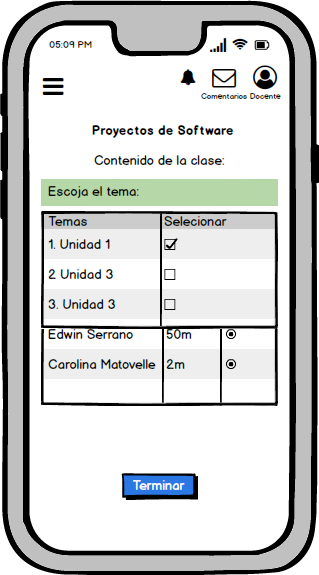 05:09 PM
Comentarios Docente
Proyectos de Software
Contenido de la clase:
Escoja el tema:
Temas Selecionar
1. Unidad 1
2 Unidad 3
3. Unidad 3
Edwin Serrano 50m
Carolina Matovelle 2m
Terminar